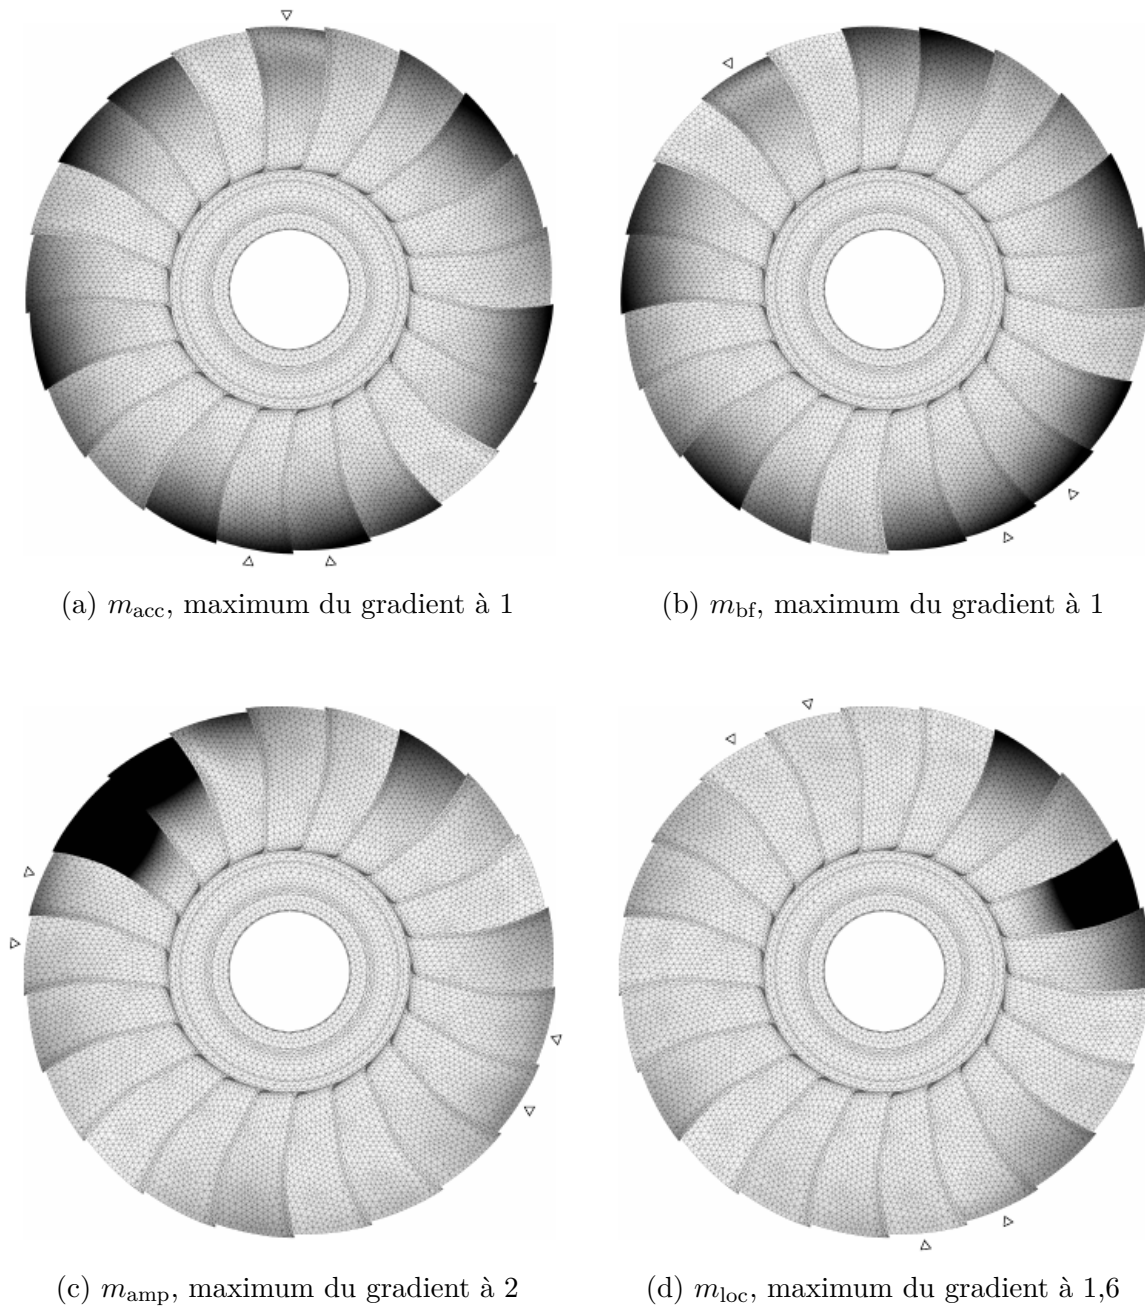 (a) m_acc, maximum du gradient à 1
(b) m_bf, maximum du gradient à 1
(c) m_amp, maximum du gradient à 2
(d) m_loc, maximum du gradient à 1,6